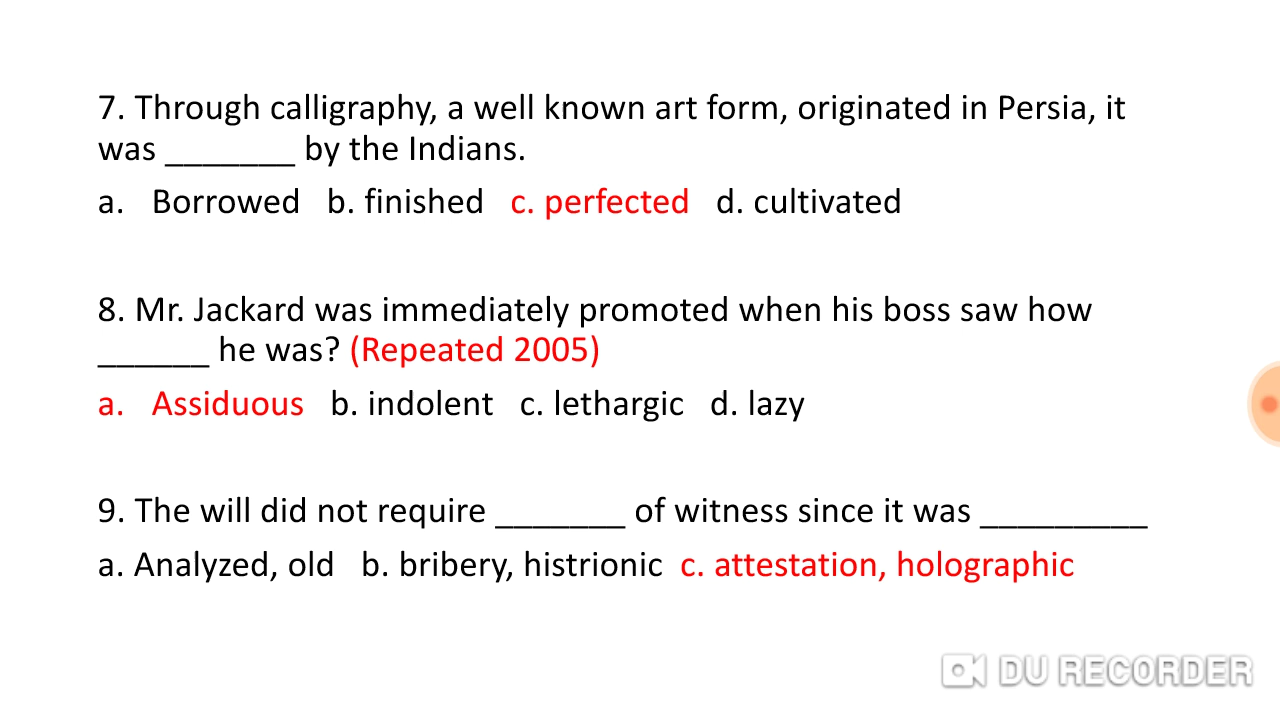 7. Through calligraphy, a well known art form, originated in Persia, it
was _______ by the Indians.
a. Borrowed b. finished c. perfected d. cultivated
8. Mr. Jackard was immediately promoted when his boss saw how
______ he was? (Repeated 2005)
a. Assiduous b. indolent c. lethargic d. lazy
9. The will did not require _______ of witness since it was _________
a. Analyzed, old b. bribery, histrionic c. attestation, holographic
DU RECORDER